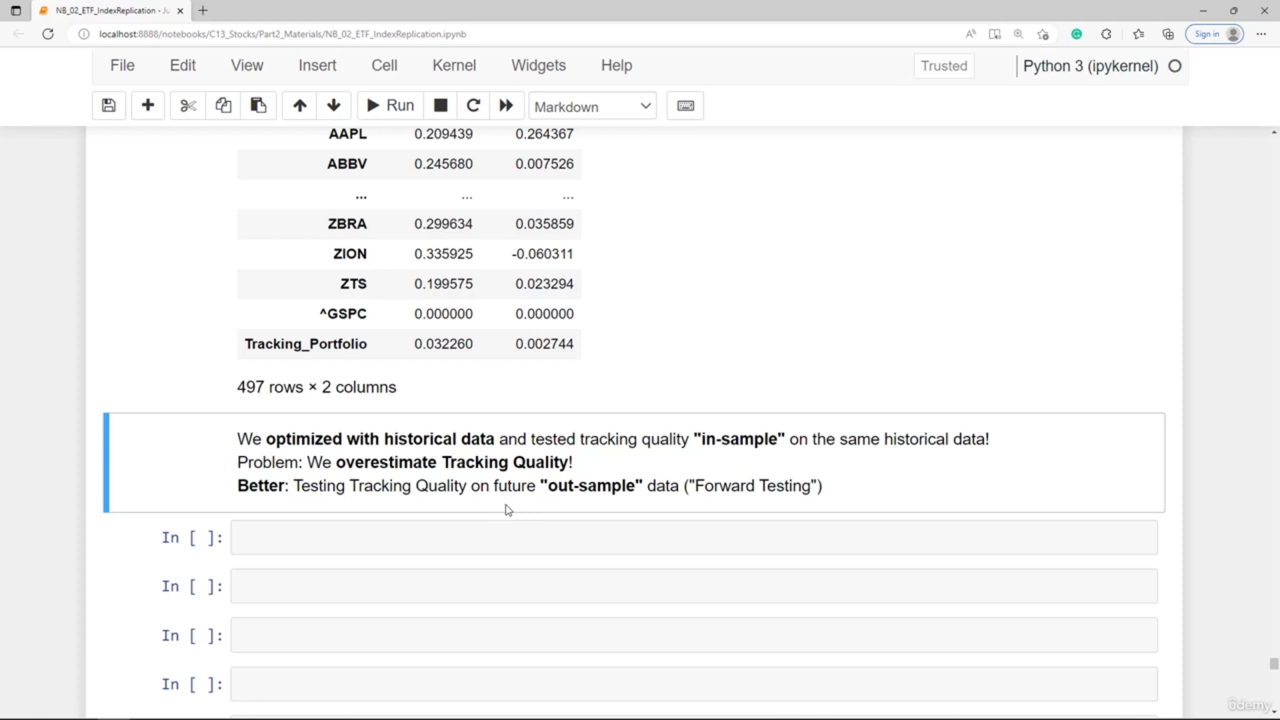 NB_02_ETF_IndexReplication - Ju
localhost:8888/notebooks/C13_Stocks/Part2_Materials/NB_02_ETF_IndexReplication.ipynb
Sign in
File Edit View Insert Cell Kernel Widgets Help Trusted Python 3 (ipykernel)
Run Markdown
AAPL 0.209439 0.264367
ABBV 0.245680 0.007526
... ... ...
ZBRA 0.299634 0.035859
ZION 0.335925 -0.060311
ZTS 0.199575 0.023294
^GSPC 0.000000 0.000000
Tracking_Portfolio 0.032260 0.002744
497 rows × 2 columns
We optimized with historical data and tested tracking quality "in-sample" on the same historical data!
Problem: We overestimate Tracking Quality!
Better: Testing Tracking Quality on future "out-sample" data ("Forward Testing")
In [ ]:
In [ ]:
In [ ]:
In [ ]:
ûdemy